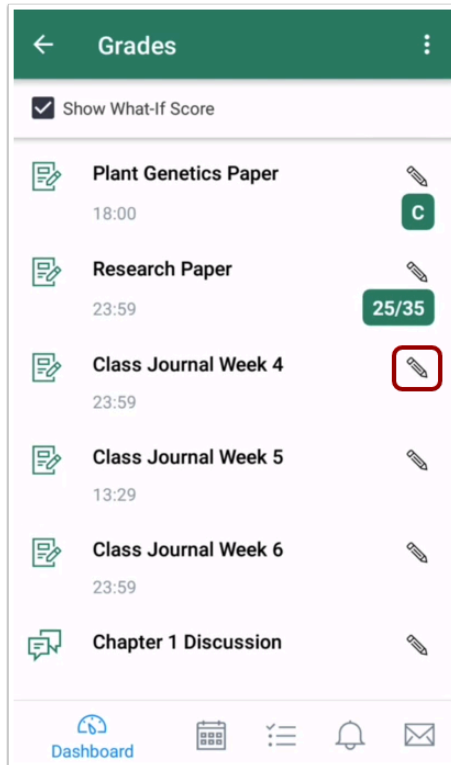 Grades
Show What-If Score
Plant Genetics Paper
18:00
C
Research Paper
23:59
25/35
Class Journal Week 4
23:59
Class Journal Week 5
13:29
Class Journal Week 6
23:59
Chapter 1 Discussion
Dashboard